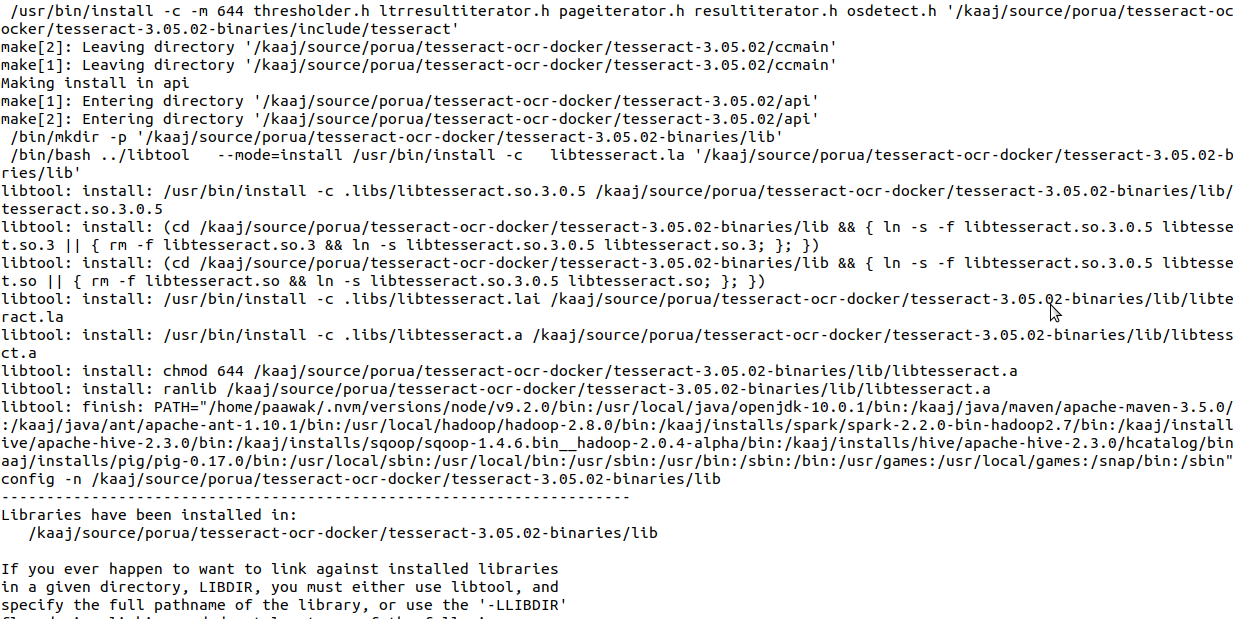 /usr/bin/install -c -m 644 thresholder.h ltrresultiterator.h pageiterator.h resultiterator.h osdetect.h '/kaaj/source/porua/tesseract-oc
ocker/tesseract-3.05.02-binaries/include/tesseract'
make[2]: Leaving directory '/kaaj/source/porua/tesseract-ocr-docker/tesseract-3.05.02/ccmain'
make[1]: Leaving directory '/kaaj/source/porua/tesseract-ocr-docker/tesseract-3.05.02/ccmain'
Making install in api
make[1]: Entering directory '/kaaj/source/porua/tesseract-ocr-docker/tesseract-3.05.02/api'
make[2]: Entering directory '/kaaj/source/porua/tesseract-ocr-docker/tesseract-3.05.02/api'
 /bin/mkdir -p '/kaaj/source/porua/tesseract-ocr-docker/tesseract-3.05.02-binaries/lib'
 /bin/bash ../libtool   --mode=install /usr/bin/install -c   libtesseract.la '/kaaj/source/porua/tesseract-ocr-docker/tesseract-3.05.02-b
ries/lib'
libtool: install: /usr/bin/install -c .libs/libtesseract.so.3.0.5 /kaaj/source/porua/tesseract-ocr-docker/tesseract-3.05.02-binaries/lib/
tesseract.so.3.0.5
libtool: install: (cd /kaaj/source/porua/tesseract-ocr-docker/tesseract-3.05.02-binaries/lib && { ln -s -f libtesseract.so.3.0.5 libtesse
t.so.3 || { rm -f libtesseract.so.3 && ln -s libtesseract.so.3.0.5 libtesseract.so.3; }; })
libtool: install: (cd /kaaj/source/porua/tesseract-ocr-docker/tesseract-3.05.02-binaries/lib && { ln -s -f libtesseract.so.3.0.5 libtesse
t.so || { rm -f libtesseract.so && ln -s libtesseract.so.3.0.5 libtesseract.so; }; })
libtool: install: /usr/bin/install -c .libs/libtesseract.lai /kaaj/source/porua/tesseract-ocr-docker/tesseract-3.05.02-binaries/lib/libte
ract.la
libtool: install: /usr/bin/install -c .libs/libtesseract.a /kaaj/source/porua/tesseract-ocr-docker/tesseract-3.05.02-binaries/lib/libtess
ct.a
libtool: install: chmod 644 /kaaj/source/porua/tesseract-ocr-docker/tesseract-3.05.02-binaries/lib/libtesseract.a
libtool: install: ranlib /kaaj/source/porua/tesseract-ocr-docker/tesseract-3.05.02-binaries/lib/libtesseract.a
libtool: finish: PATH="/home/paawak/.nvm/versions/node/v9.2.0/bin:/usr/local/java/openjdk-10.0.1/bin:/kaaj/java/maven/apache-maven-3.5.0/
:/kaaj/java/ant/apache-ant-1.10.1/bin:/usr/local/hadoop/hadoop-2.8.0/bin:/kaaj/installs/spark/spark-2.2.0-bin-hadoop2.7/bin:/kaaj/install
ive/apache-hive-2.3.0/bin:/kaaj/installs/sqoop/sqoop-1.4.6.bin__hadoop-2.0.4-alpha/bin:/kaaj/installs/hive/apache-hive-2.3.0/hcatalog/bin
aaj/installs/pig/pig-0.17.0/bin:/usr/local/sbin:/usr/local/bin:/usr/sbin:/usr/bin:/sbin:/bin:/usr/games:/usr/local/games:/snap/bin:/sbin"
config -n /kaaj/source/porua/tesseract-ocr-docker/tesseract-3.05.02-binaries/lib
----------------------------------------------------------------------
Libraries have been installed in:
   /kaaj/source/porua/tesseract-ocr-docker/tesseract-3.05.02-binaries/lib

If you ever happen to want to link against installed libraries
in a given directory, LIBDIR, you must either use libtool, and
specify the full pathname of the library, or use the '-LLIBDIR'